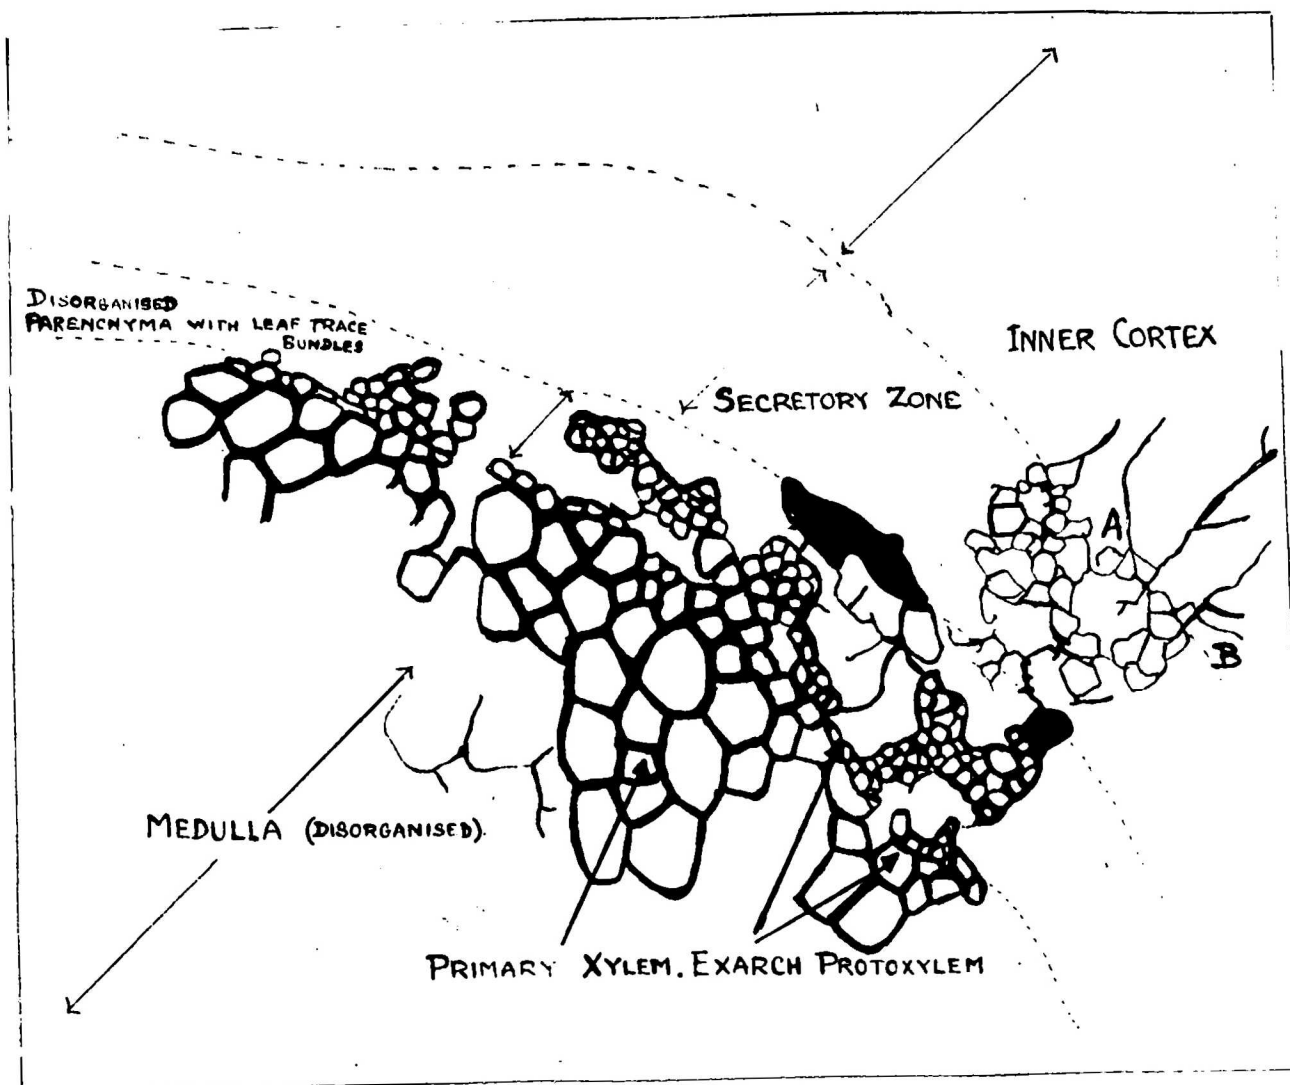 DISORGANISED
PARENCHYMA WITH LEAF TRACE
BUNDLES
INNER CORTEX
SECRETORY ZONE
A
B
MEDULLA (DISORGANISED).
PRIMARY XYLEM. EXARCH PROTOXYLEM